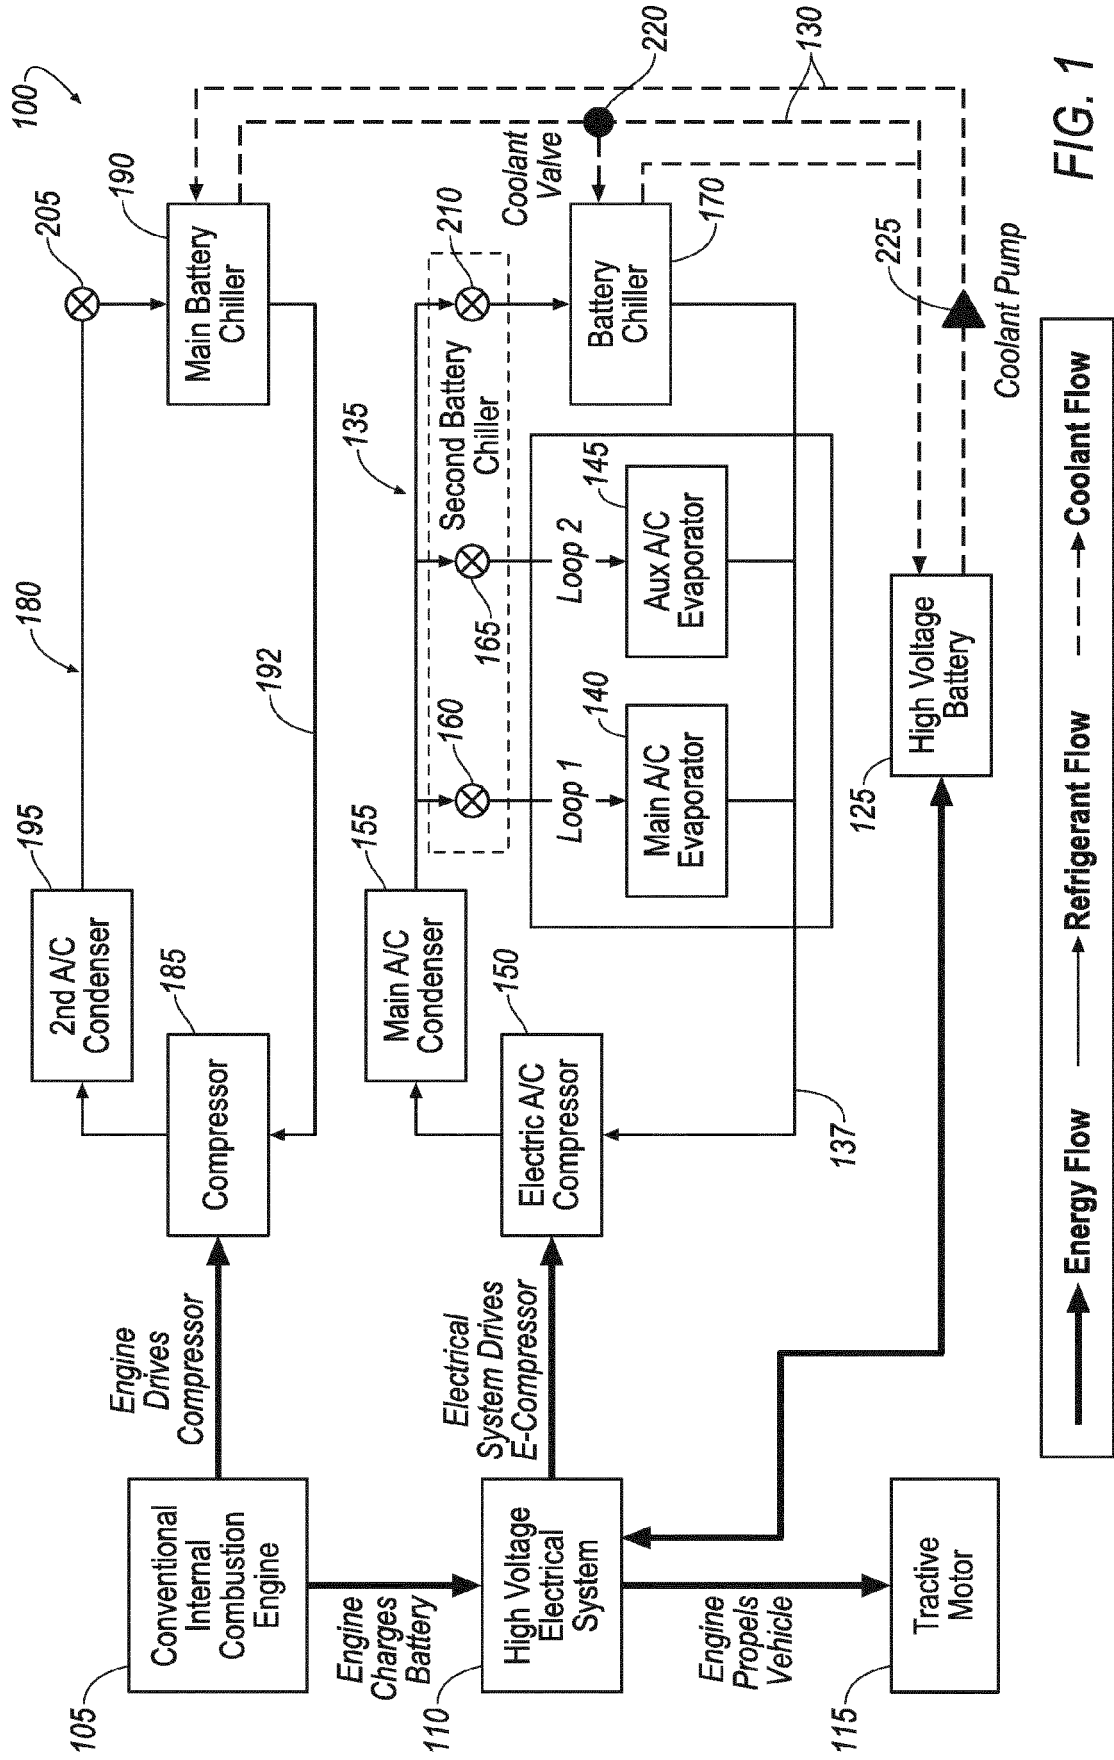 100
205
190
Main Battery
Chiller
180
192
195
2nd A/C
Condenser
185
Compressor
Engine
Drives
Compressor
Conventional
Internal
Combustion
Engine
105
Engine
Charges
Battery
220
130
Coolant
Valve
210
135
Second Battery
Chiller
165
160
155
Main A/C
Condenser
150
Electric A/C
Compressor
Electrical
System Drives
E-Compressor
High Voltage
Electrical
System
110
170
Battery
Chiller
Loop 2
145
Aux A/C
Evaporator
Loop 1
140
Main A/C
Evaporator
137
225
Coolant Pump
High Voltage
Battery
125
Engine
Propels
Vehicle
Tractive
Motor
115
Energy Flow
Refrigerant Flow
Coolant Flow
FIG. 1